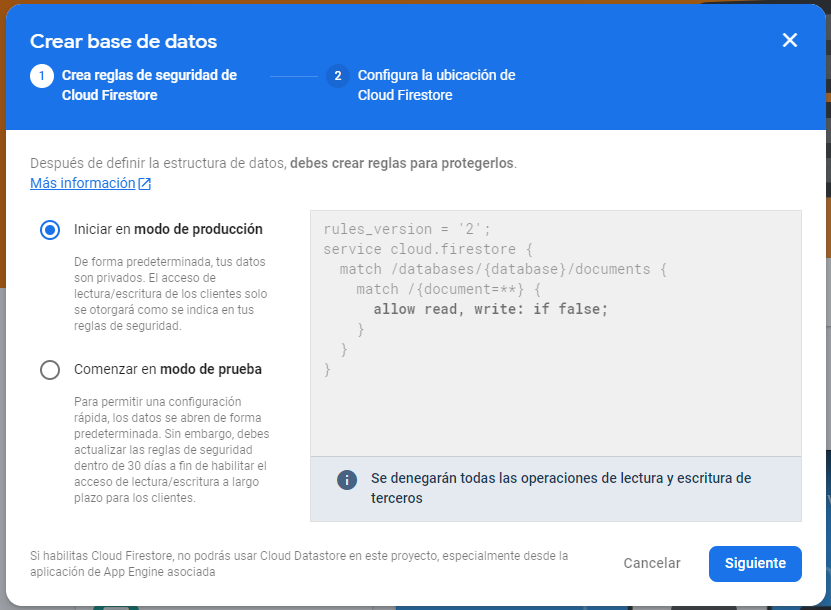 Crear base de datos
1 Crea reglas de seguridad de
Cloud Firestore
2 Configura la ubicación de
Cloud Firestore
Después de definir la estructura de datos, debes crear reglas para protegerlos.
Más información
Iniciar en modo de producción
De forma predeterminada, tus datos
son privados. El acceso de
lectura/escritura de los clientes solo
se otorgará como se indica en tus
reglas de seguridad.
Comenzar en modo de prueba
Para permitir una configuración
rápida, los datos se abren de forma
predeterminada. Sin embargo, debes
actualizar las reglas de seguridad
dentro de 30 días a fin de habilitar el
acceso de lectura/escritura a largo
plazo para los clientes.
rules_version = '2';
service cloud.firestore {
  match /databases/{database}/documents {
    match /{document=**} {
      allow read, write: if false;
    }
  }
}
Se denegarán todas las operaciones de lectura y escritura de
terceros
Si habilitas Cloud Firestore, no podrás usar Cloud Datastore en este proyecto, especialmente desde la
aplicación de App Engine asociada
Cancelar
Siguiente